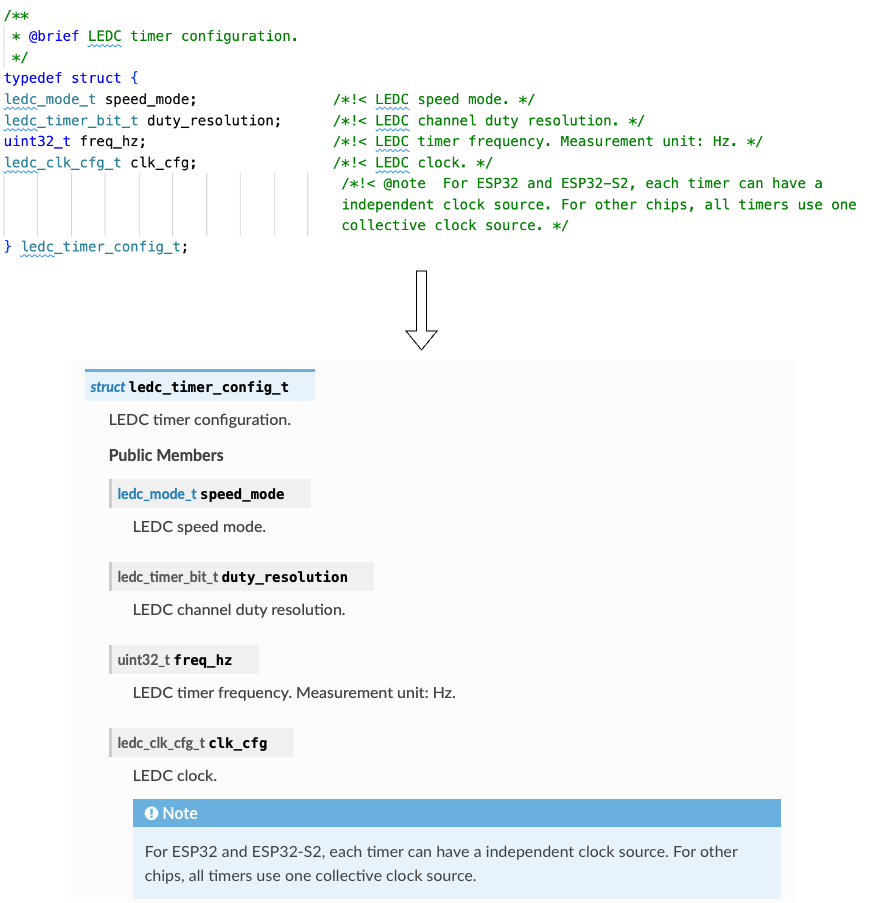 /**
* @brief LEDC timer configuration.
*/
typedef struct {
ledc_mode_t speed_mode; /*!< LEDC speed mode. */
ledc_timer_bit_t duty_resolution; /*!< LEDC channel duty resolution. */
uint32_t freq_hz; /*!< LEDC timer frequency. Measurement unit: Hz. */
ledc_clk_cfg_t clk_cfg; /*!< LEDC clock. */
/*!< @note  For ESP32 and ESP32-S2, each timer can have a
independent clock source. For other chips, all timers use one
collective clock source. */
} ledc_timer_config_t;
struct ledc_timer_config_t
LEDC timer configuration.
Public Members
ledc_mode_t speed_mode
LEDC speed mode.
ledc_timer_bit_t duty_resolution
LEDC channel duty resolution.
uint32_t freq_hz
LEDC timer frequency. Measurement unit: Hz.
ledc_clk_cfg_t clk_cfg
LEDC clock.
Note
For ESP32 and ESP32-S2, each timer can have a independent clock source. For other
chips, all timers use one collective clock source.